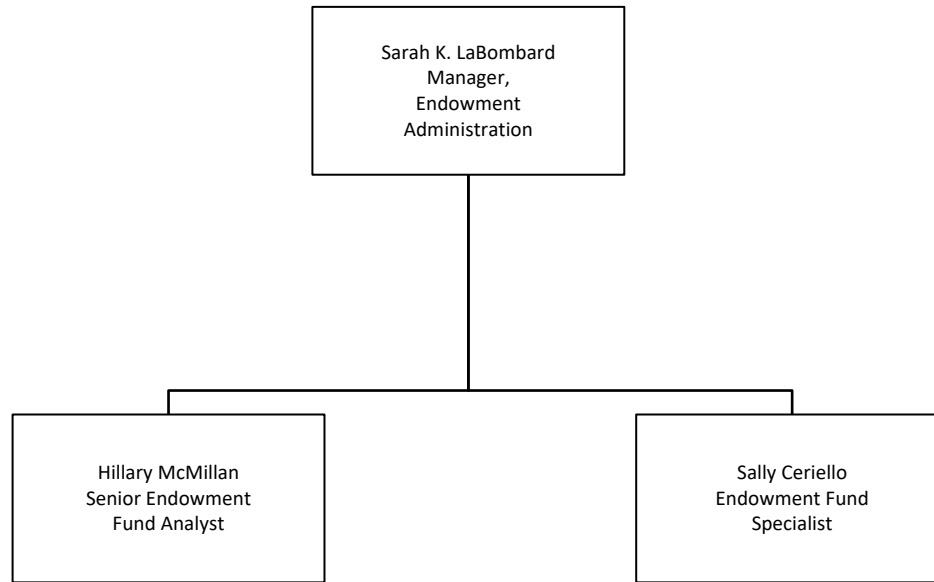 Sarah K. LaBombard
Manager,
Endowment
Administration
Hillary McMillan
Senior Endowment
Fund Analyst
Sally Ceriello
Endowment Fund
Specialist